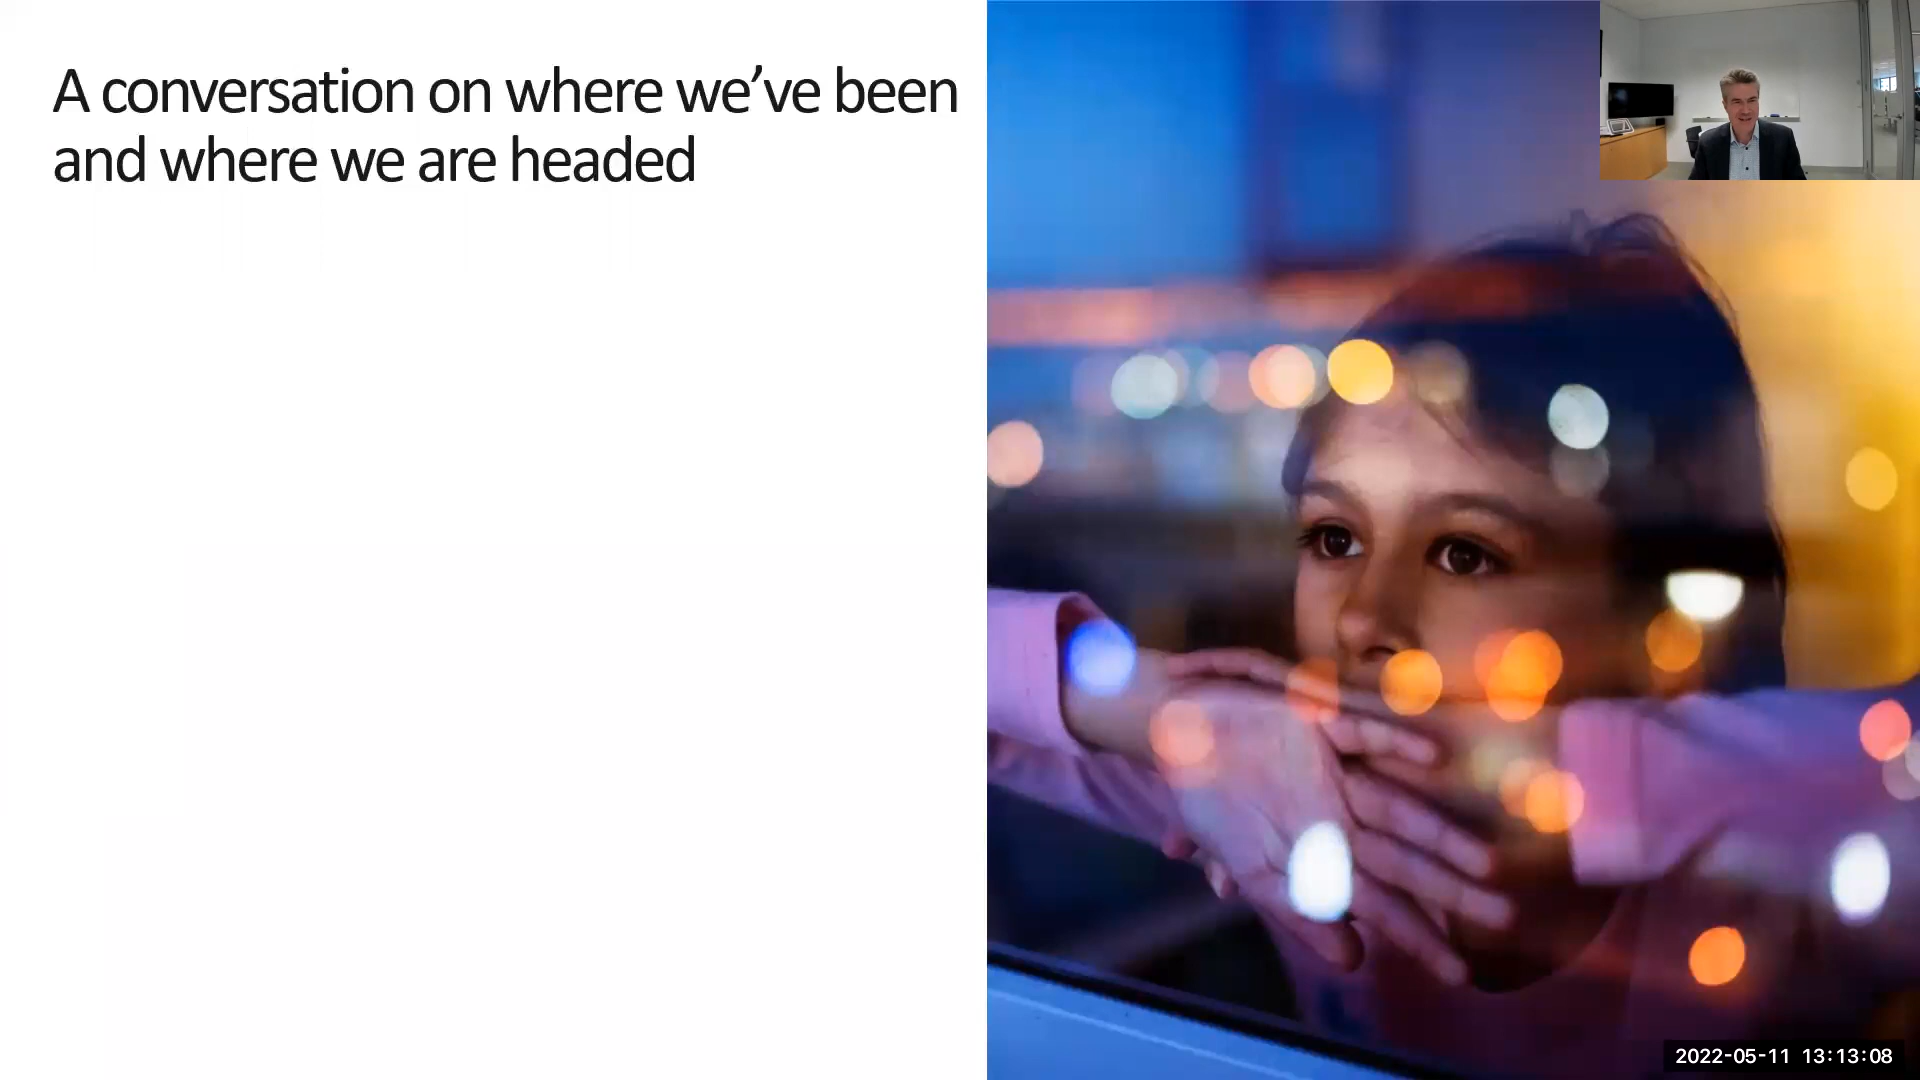 A conversation on where we’ve been
and where we are headed
2022-05-11 13:13:08